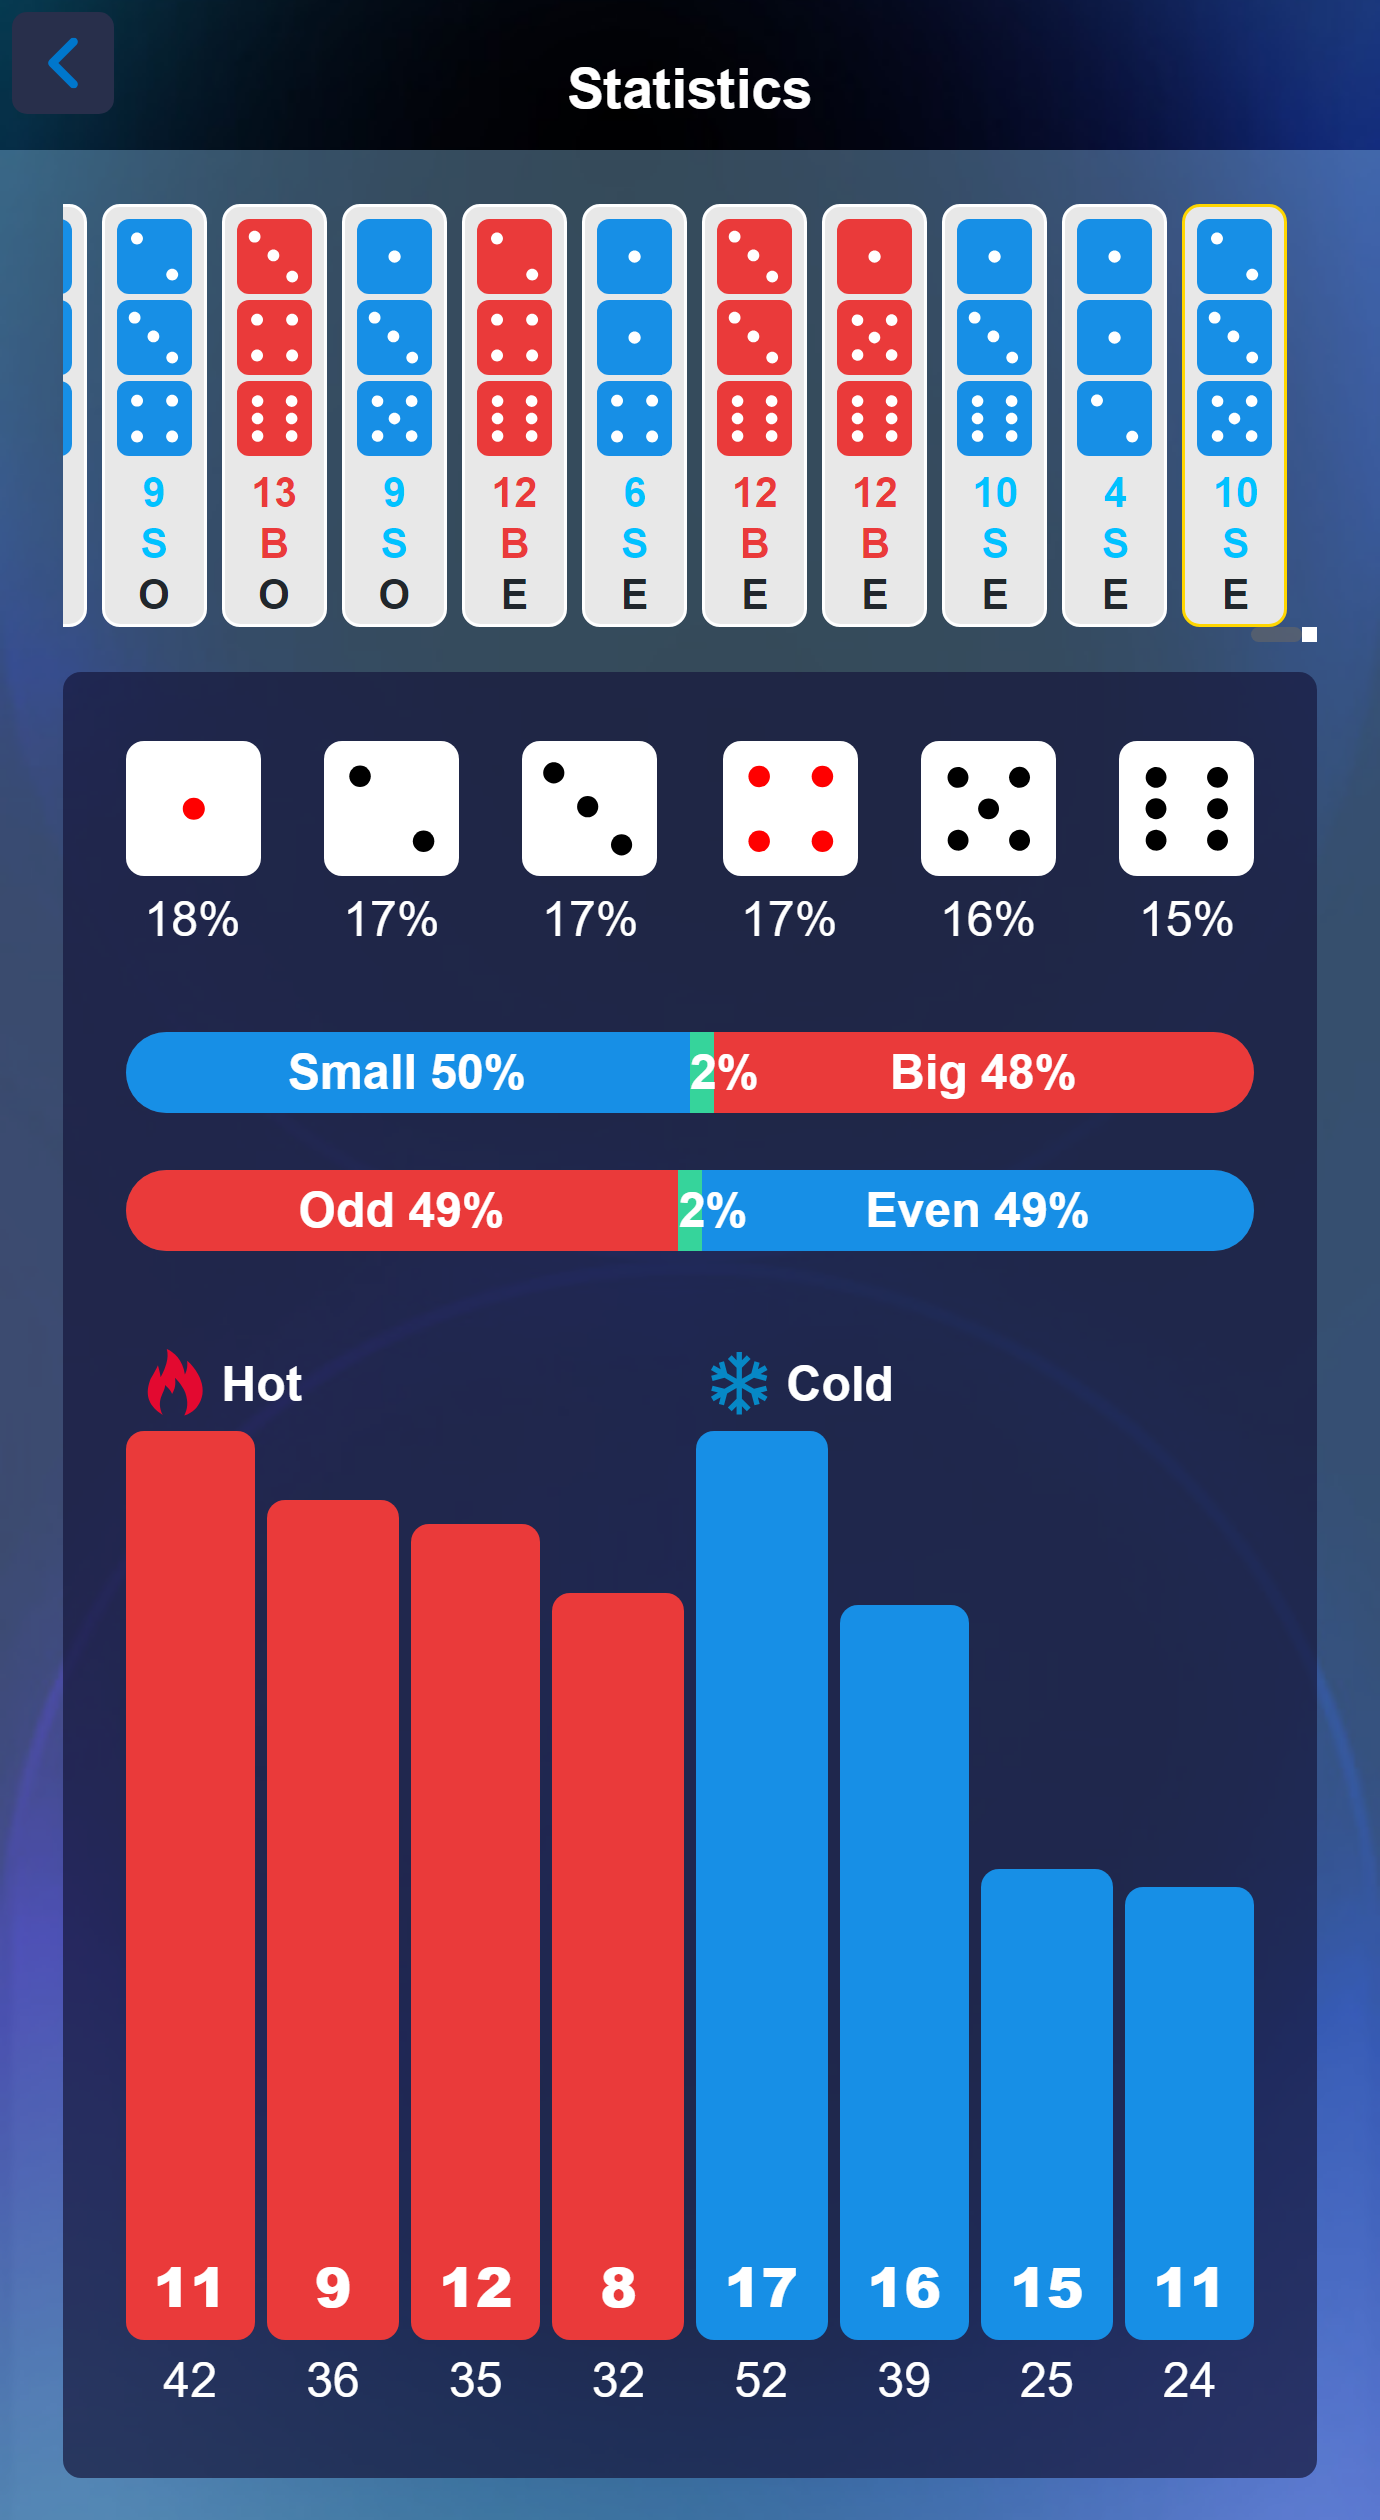 Statistics
9 13 9 12 6 12 12 10 4 10
S B S B S B B S S S
O O O E E E E E E E
18% 17% 17% 17% 16% 15%
Small 50% 2% Big 48%
Odd 49% 2% Even 49%
Hot Cold
11 9 12 8 17 16 15 11
42 36 35 32 52 39 25 24